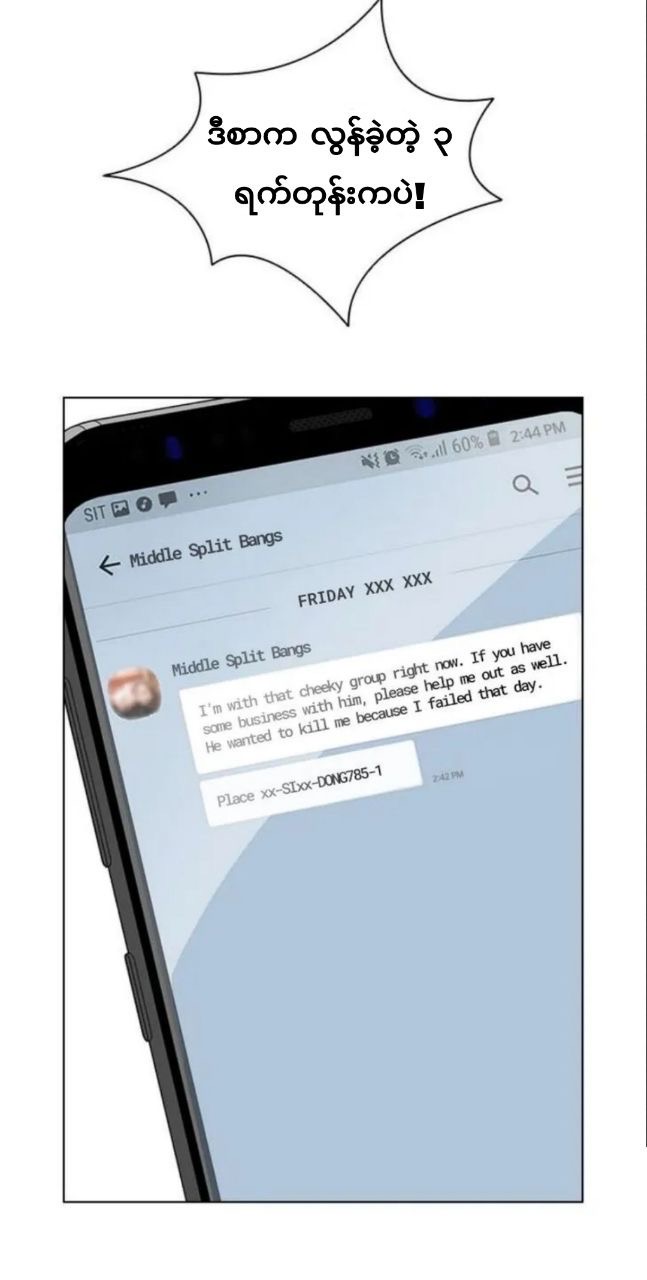 ဒီစာက လွန်ခဲ့တဲ့ ၃
ရက်တုန်းကပဲ!
SIT ... 60% 2:44 PM
← Middle Split Bangs
FRIDAY XXX XXX
Middle Split Bangs
I'm with that cheeky group right now. If you have
some business with him, please help me out as well.
He wanted to kill me because I failed that day.
Place xx-SIxx-DONG785-1
2:42 PM